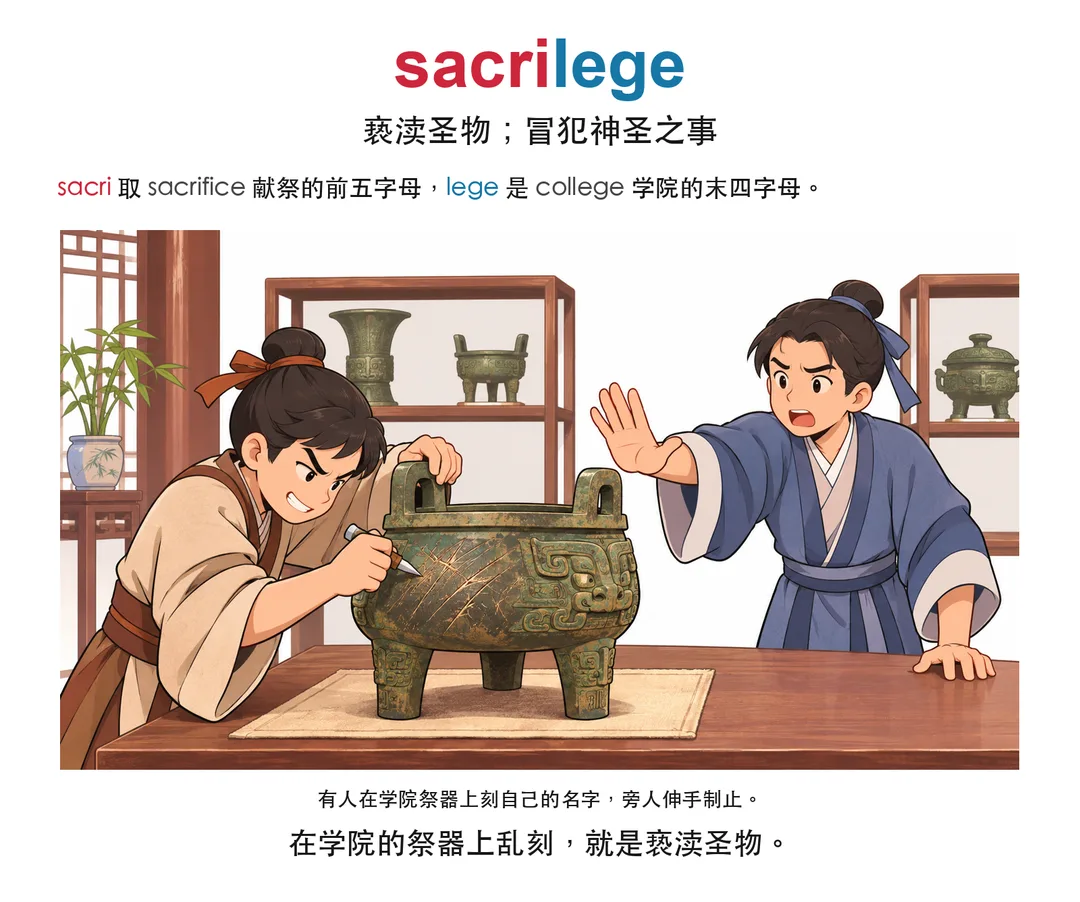 sacrilege
亵渎圣物；冒犯神圣之事
sacri 取 sacrifice 献祭的前五字母，lege 是 college 学院的末四字母。
有人在学院祭器上刻自己的名字，旁人伸手制止。
在学院的祭器上乱刻，就是亵渎圣物。